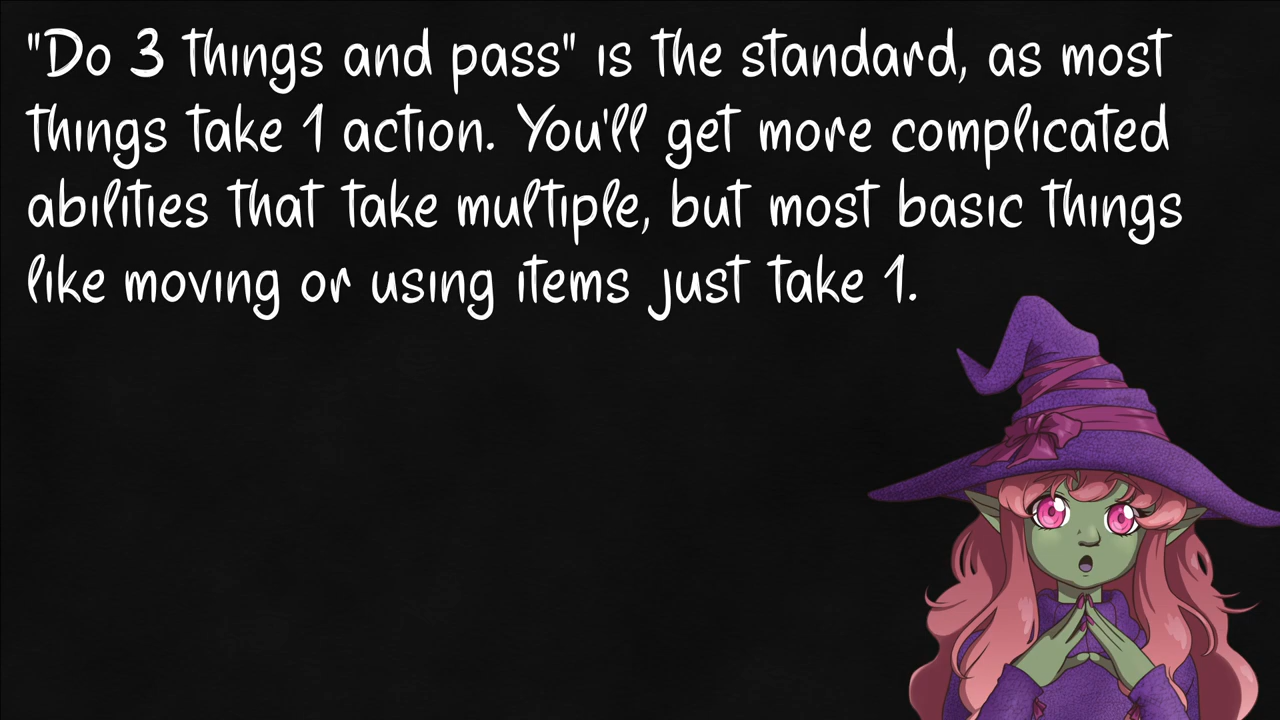 "Do 3 things and pass" is the standard, as most
things take 1 action. You'll get more complicated
abilities that take multiple, but most basic things
like moving or using items just take 1.